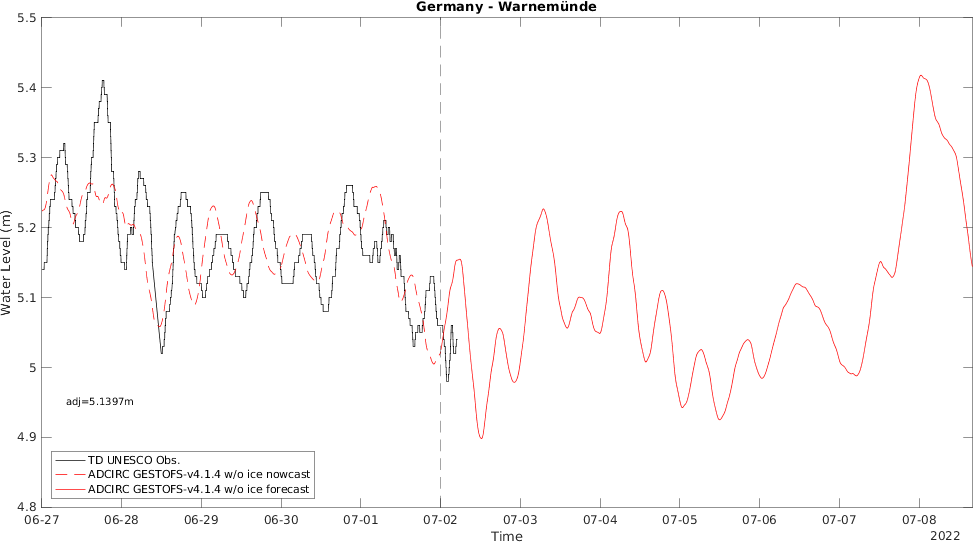 Germany - Warnemünde
5.5
5.4
5.3
5.2
5.1
5
4.9
4.8
Water Level (m)
adj=5.1397m
TD UNESCO Obs.
ADCIRC GESTOFS-v4.1.4 w/o ice nowcast
ADCIRC GESTOFS-v4.1.4 w/o ice forecast
06-27 06-28 06-29 06-30 07-01 07-02 07-03 07-04 07-05 07-06 07-07 07-08
Time
2022